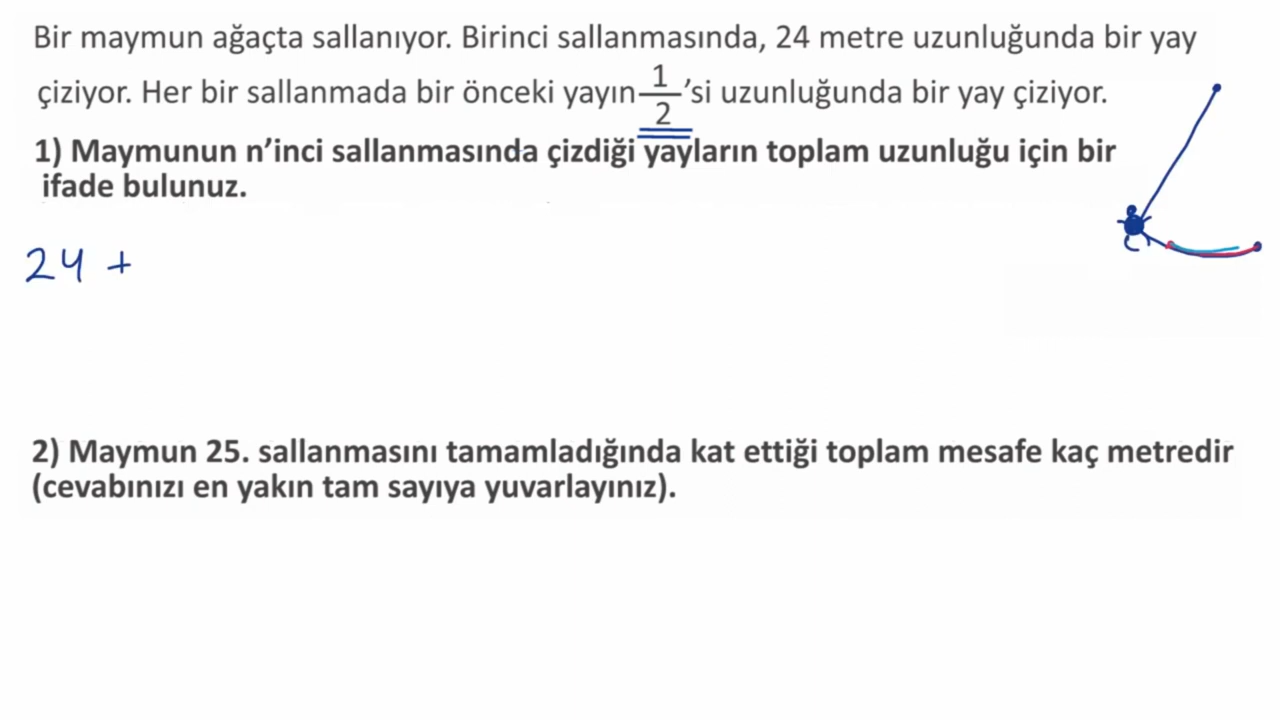 Bir maymun ağaçta sallanıyor. Birinci sallanmasında, 24 metre uzunluğunda bir yay
çiziyor. Her bir sallanmada bir önceki yayın 1/2 'si uzunluğunda bir yay çiziyor.
1) Maymunun n'inci sallanmasında çizdiği yayların toplam uzunluğu için bir
ifade bulunuz.
24 +
2) Maymun 25. sallanmasını tamamladığında kat ettiği toplam mesafe kaç metredir
(cevabınızı en yakın tam sayıya yuvarlayınız).